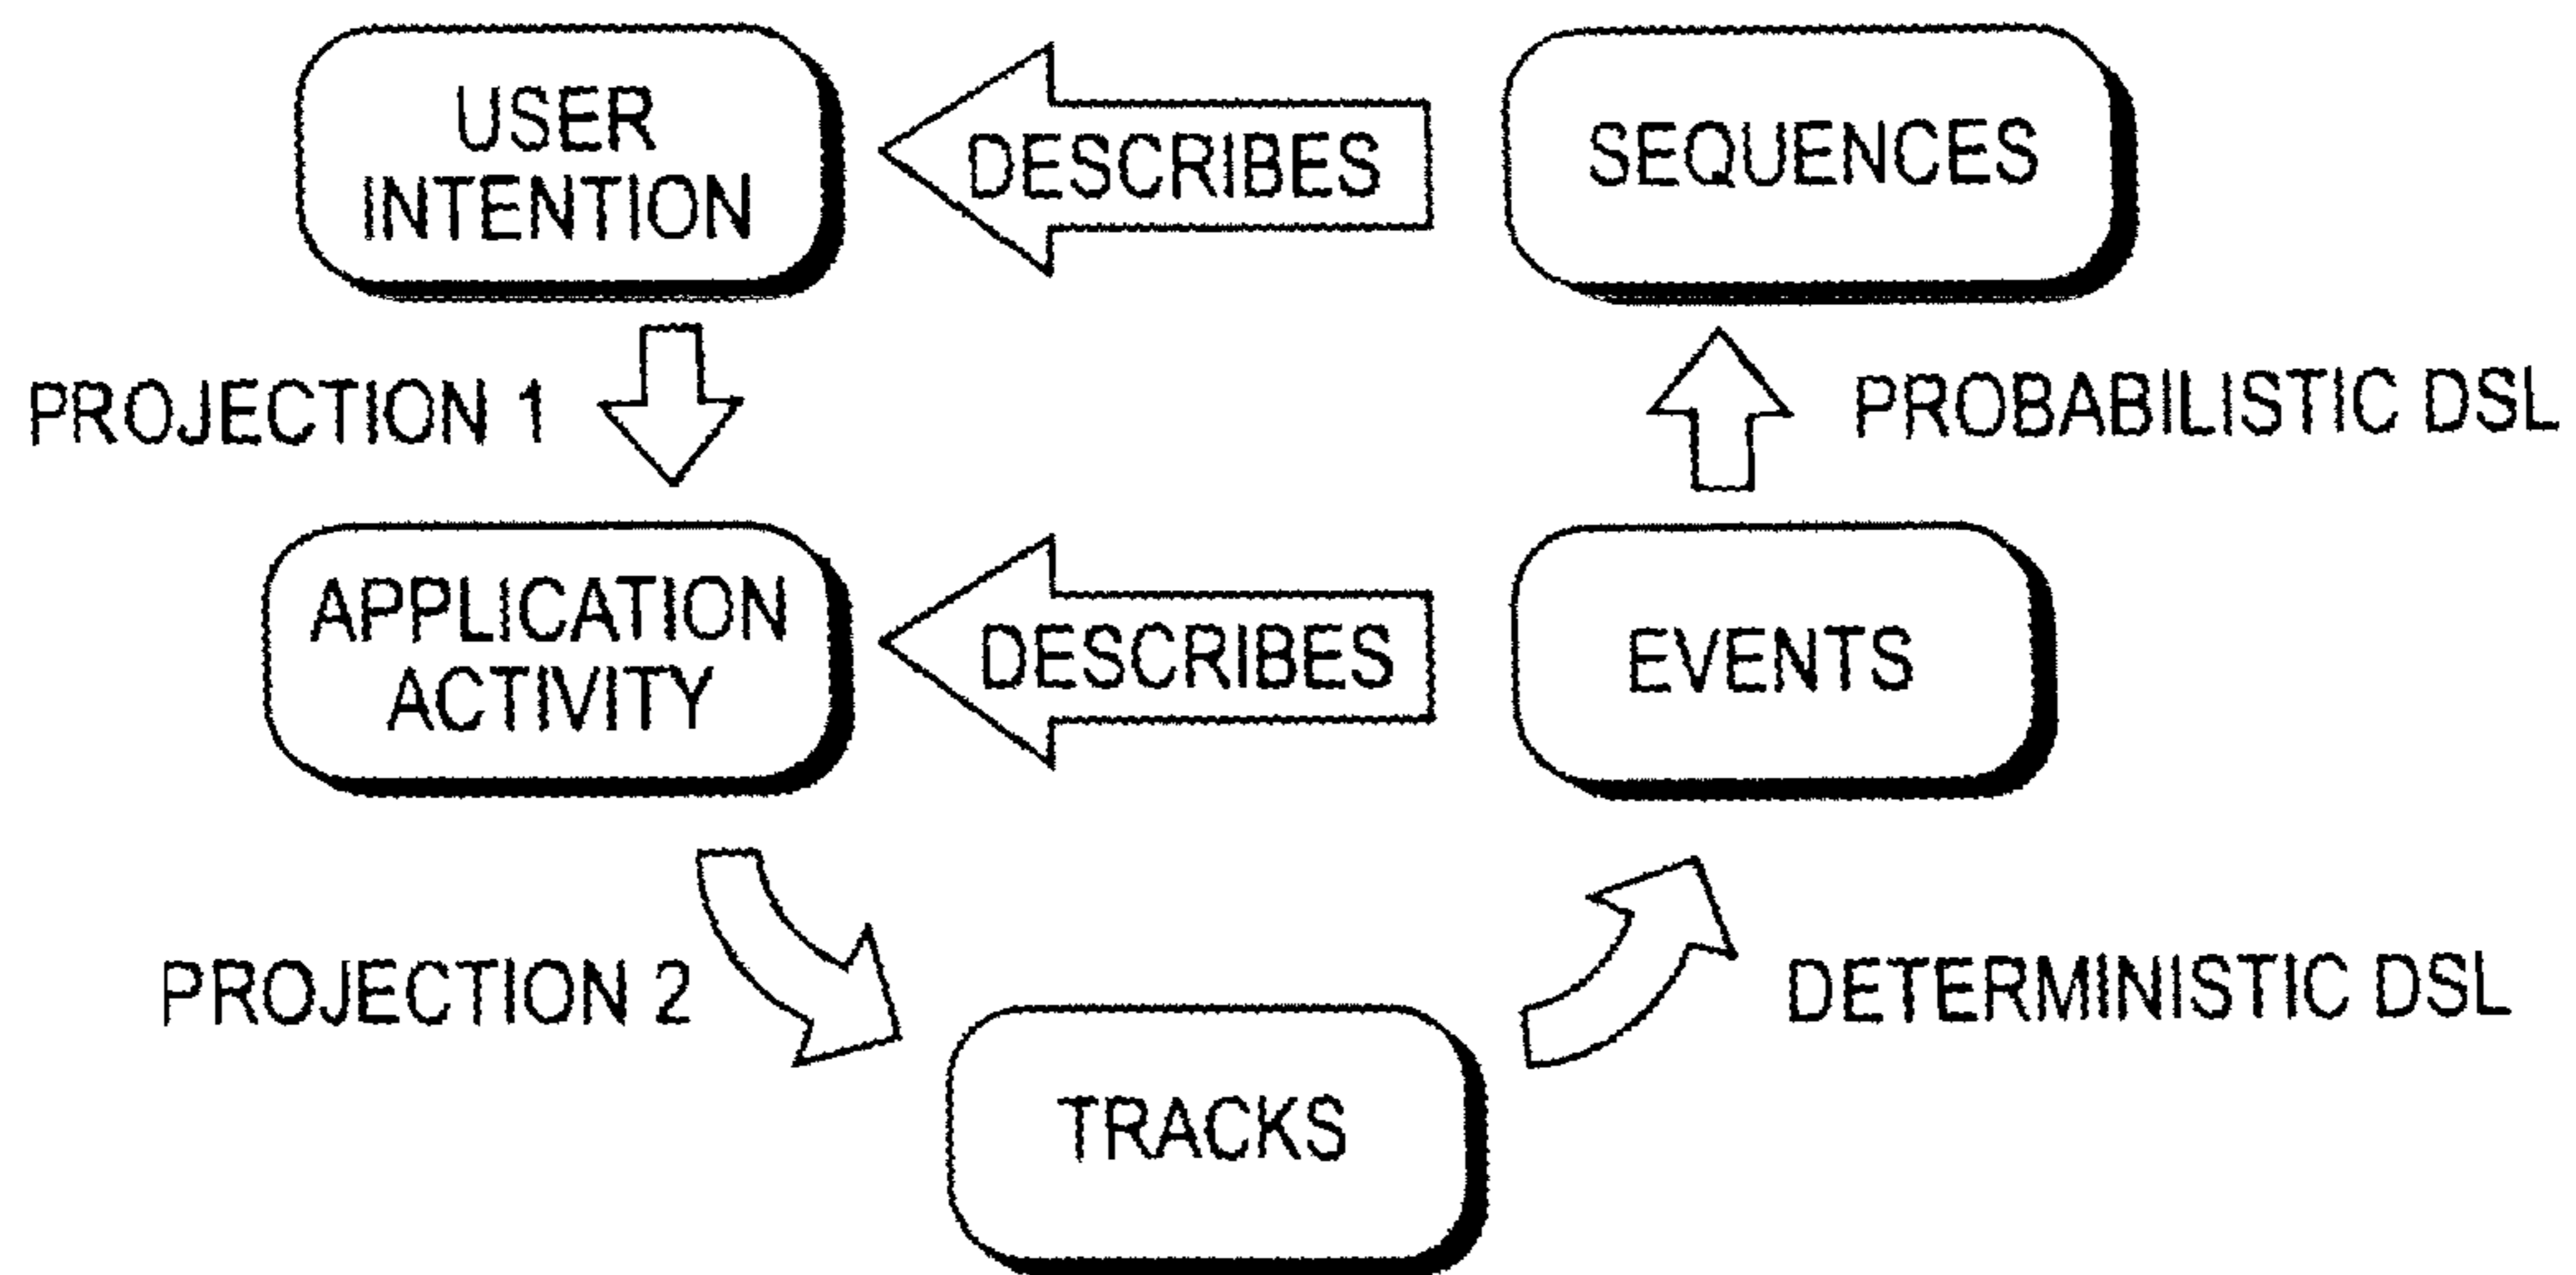 USER
INTENTION
DESCRIBES
SEQUENCES
PROJECTION 1
PROBABILISTIC DSL
APPLICATION
ACTIVITY
DESCRIBES
EVENTS
PROJECTION 2
DETERMINISTIC DSL
TRACKS